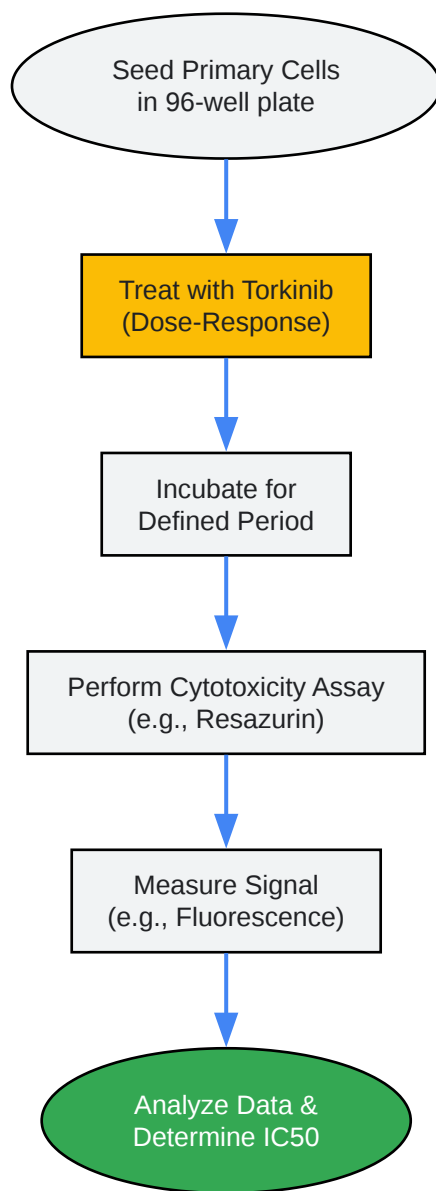 Seed Primary Cells
in 96-well plate
Treat with Torkinib
(Dose-Response)
Incubate for
Defined Period
Perform Cytotoxicity Assay
(e.g., Resazurin)
Measure Signal
(e.g., Fluorescence)
Analyze Data &
Determine IC50